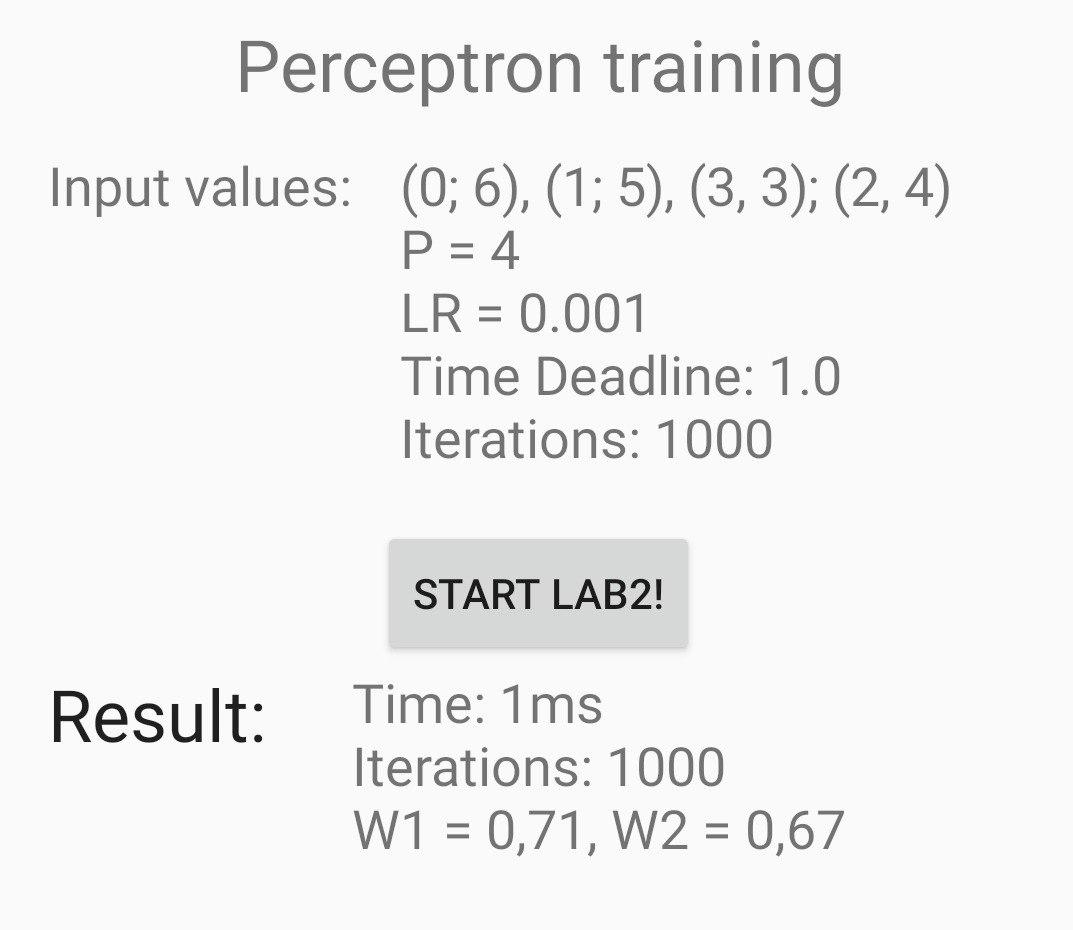 Perceptron training
Input values: (0; 6), (1; 5), (3, 3); (2, 4)
P = 4
LR = 0.001
Time Deadline: 1.0
Iterations: 1000
START LAB2!
Result: Time: 1ms
Iterations: 1000
W1 = 0,71, W2 = 0,67